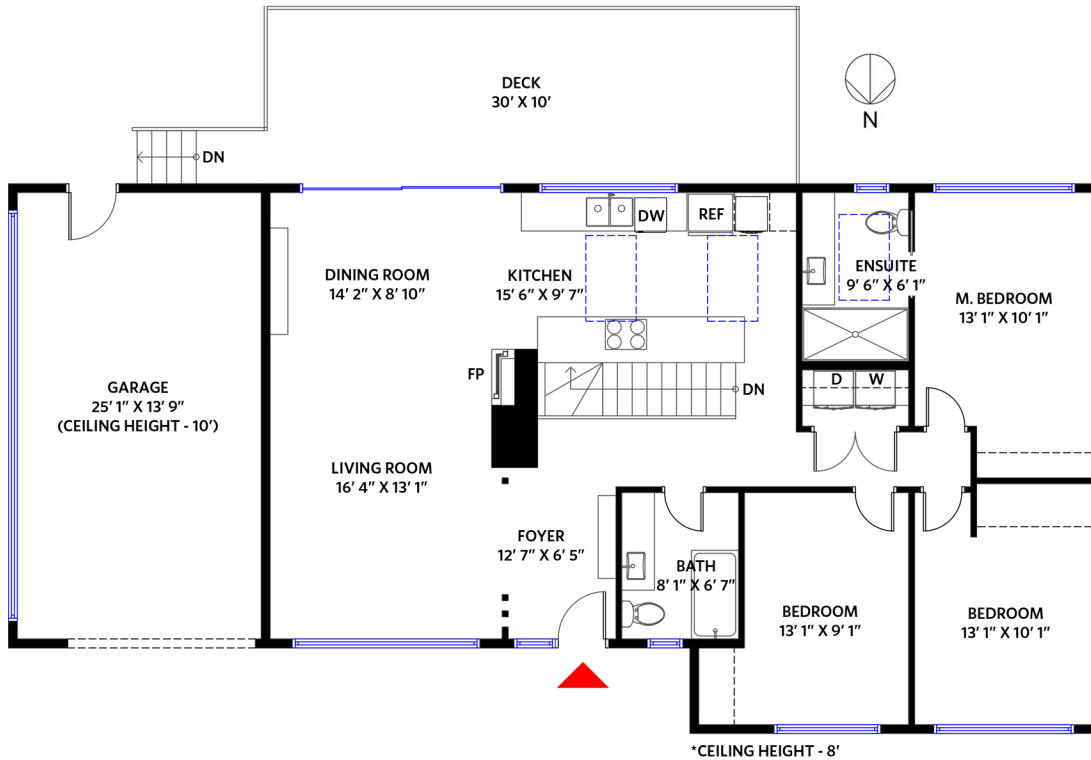 DECK
30’ X 10’
N
DN
DW
REF
DINING ROOM
14’ 2” X 8’ 10”
KITCHEN
15’ 6” X 9’ 7”
ENSUITE
9’ 6” X 6’ 1”
M. BEDROOM
13’ 1” X 10’ 1”
FP
D
W
DN
GARAGE
25’ 1” X 13’ 9”
(CEILING HEIGHT - 10’)
LIVING ROOM
16’ 4” X 13’ 1”
FOYER
12’ 7” X 6’ 5”
BATH
8’ 1” X 6’ 7”
BEDROOM
13’ 1” X 9’ 1”
BEDROOM
13’ 1” X 10’ 1”
*CEILING HEIGHT - 8’